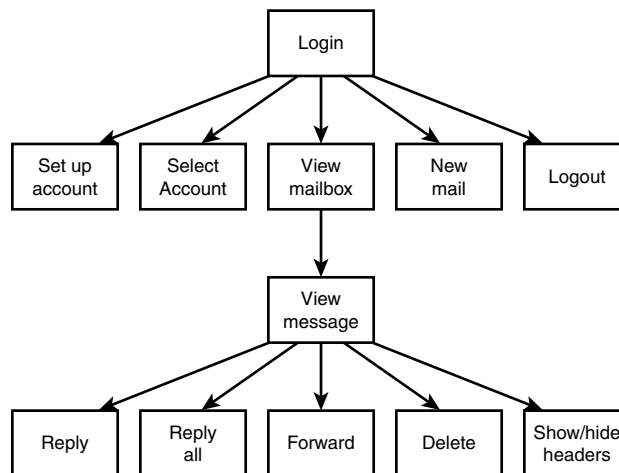 Login
Set up
account
Select
Account
View
mailbox
New
mail
Logout
View
message
Reply
Reply
all
Forward
Delete
Show/hide
headers